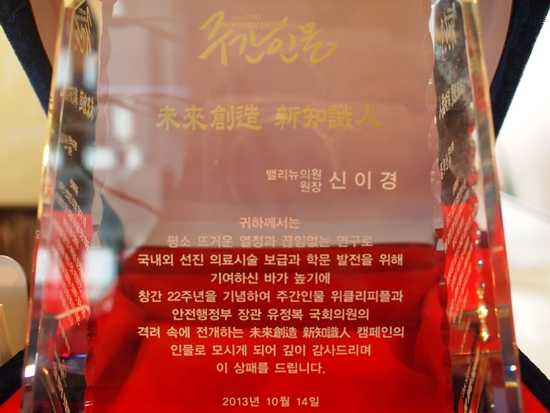 주간인물
未來創造 新知識人
밸리뉴의원
원장 신이경
귀하께서는
평소 뜨거운 열정과 끊임없는 연구로
국내외 선진 의료시술 보급과 학문 발전을 위해
기여하신 바가 높기에
창간 22주년을 기념하여 주간인물 위클리피플과
안전행정부 장관 유정복 국회의원의
격려 속에 전개하는 未來創造 新知識人 캠페인의
인물로 모시게 되어 깊이 감사드리며
이 상패를 드립니다.
2013년 10월 14일